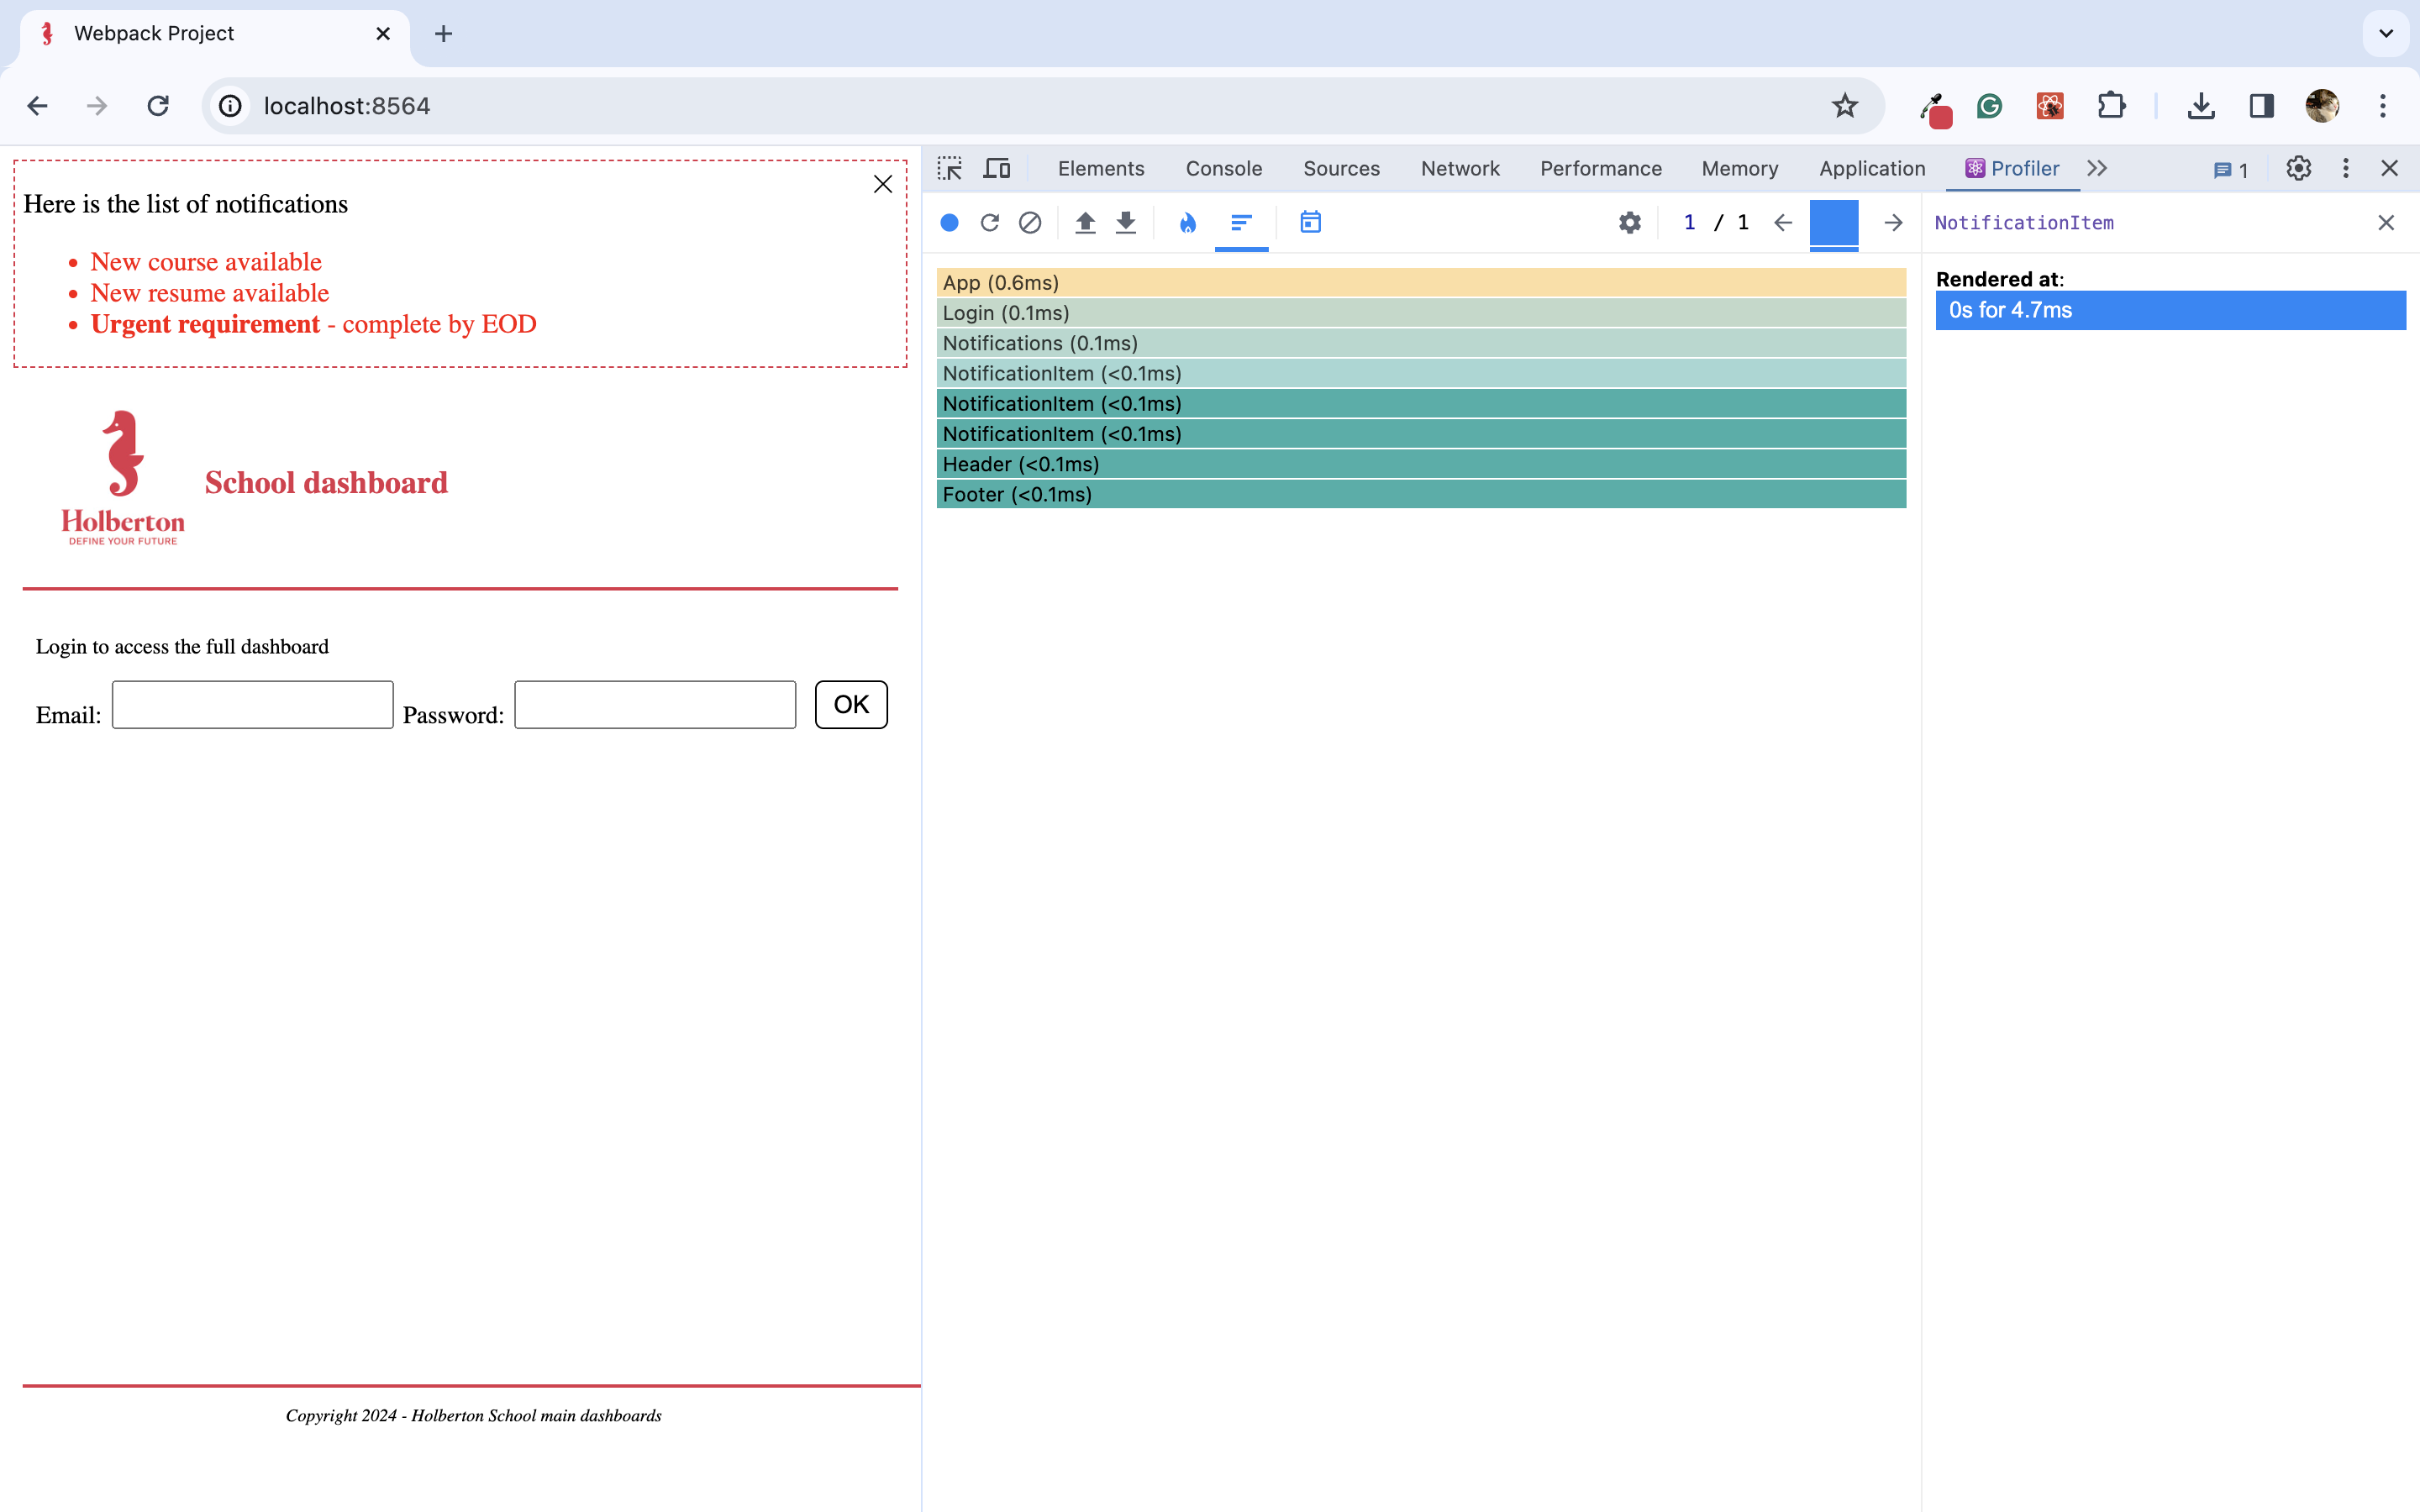 Webpack Project
localhost:8564
Here is the list of notifications
New course available
New resume available
Urgent requirement - complete by EOD
Holberton
DEFINE YOUR FUTURE
School dashboard
Login to access the full dashboard
Email: Password: OK
Copyright 2024 - Holberton School main dashboards
Elements Console Sources Network Performance Memory Application Profiler 1
1 / 1
App (0.6ms)
Login (0.1ms)
Notifications (0.1ms)
NotificationItem (<0.1ms)
NotificationItem (<0.1ms)
NotificationItem (<0.1ms)
Header (<0.1ms)
Footer (<0.1ms)
NotificationItem
Rendered at:
0s for 4.7ms